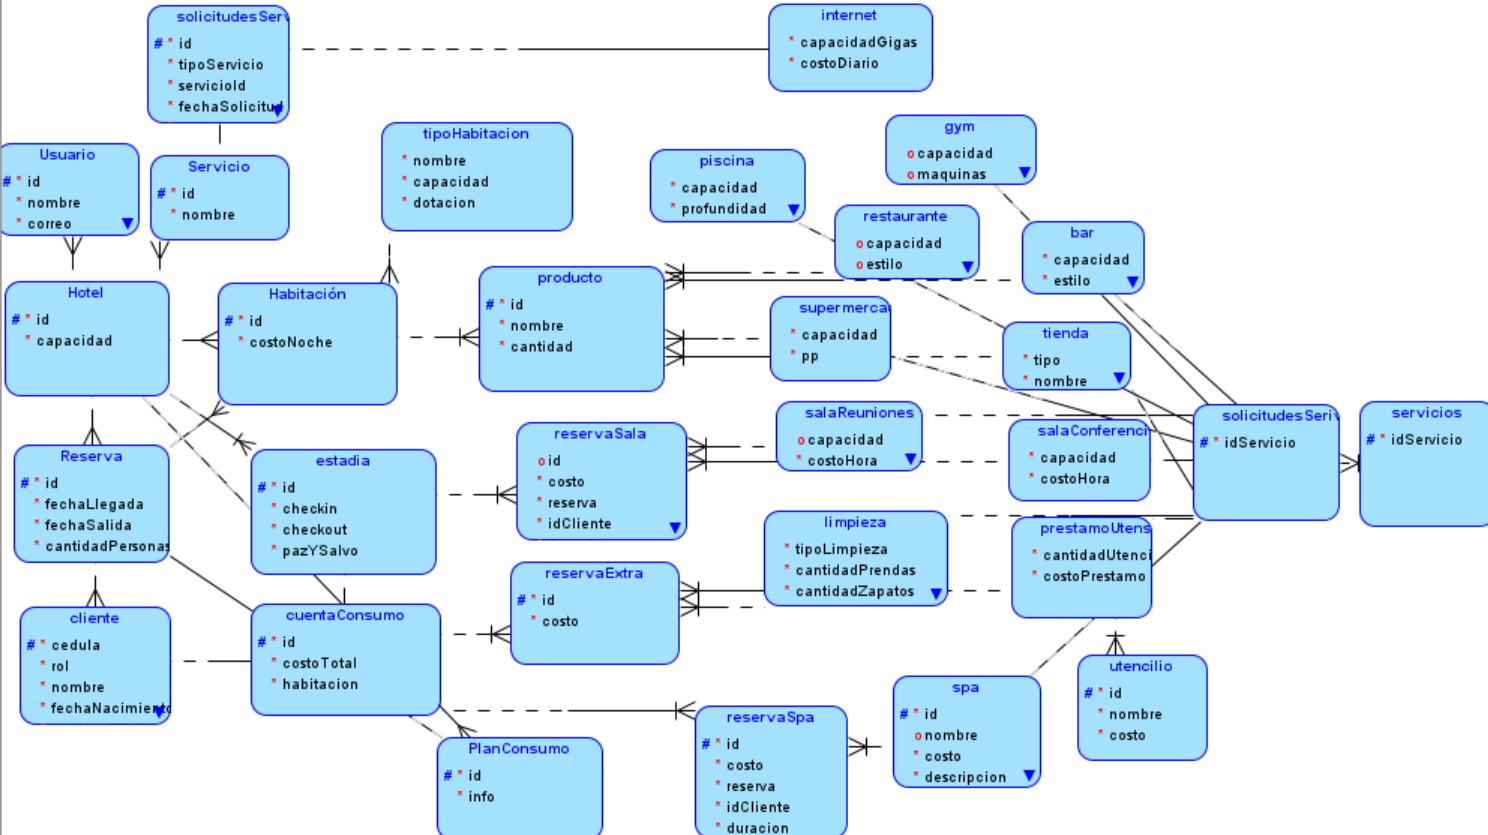 solicitudesServ
# * id
* tipoServicio
* servicioId
* fechaSolicitud
internet
* capacidadGigas
* costoDiario
Usuario
# * id
* nombre
* correo
Servicio
# * id
* nombre
tipoHabitacion
* nombre
* capacidad
* dotacion
piscina
* capacidad
* profundidad
gym
o capacidad
o maquinas
restaurante
o capacidad
o estilo
bar
* capacidad
* estilo
Hotel
# * id
* capacidad
Habitación
# * id
* costoNoche
producto
# * id
* nombre
* cantidad
supermerca
* capacidad
* pp
tienda
* tipo
* nombre
Reserva
# * id
* fechaLlegada
* fechaSalida
* cantidadPersonas
estadia
# * id
* checkin
* checkout
* pazYSalvo
reservaSala
o id
* costo
* reserva
* idCliente
salaReuniones
o capacidad
* costoHora
salaConferenci
* capacidad
* costoHora
solicitudesSeriv
# * idServicio
servicios
# * idServicio
cliente
# * cedula
* rol
* nombre
* fechaNacimiento
cuentaConsumo
# * id
* costoTotal
* habitacion
reservaExtra
# * id
* costo
limpieza
* tipoLimpieza
* cantidadPrendas
* cantidadZapatos
prestamoUtens
* cantidadUtenci
* costoPrestamo
PlanConsumo
# * id
* info
reservaSpa
# * id
* costo
* reserva
* idCliente
* duracion
spa
# * id
o nombre
* costo
* descripcion
utencilio
# * id
* nombre
* costo